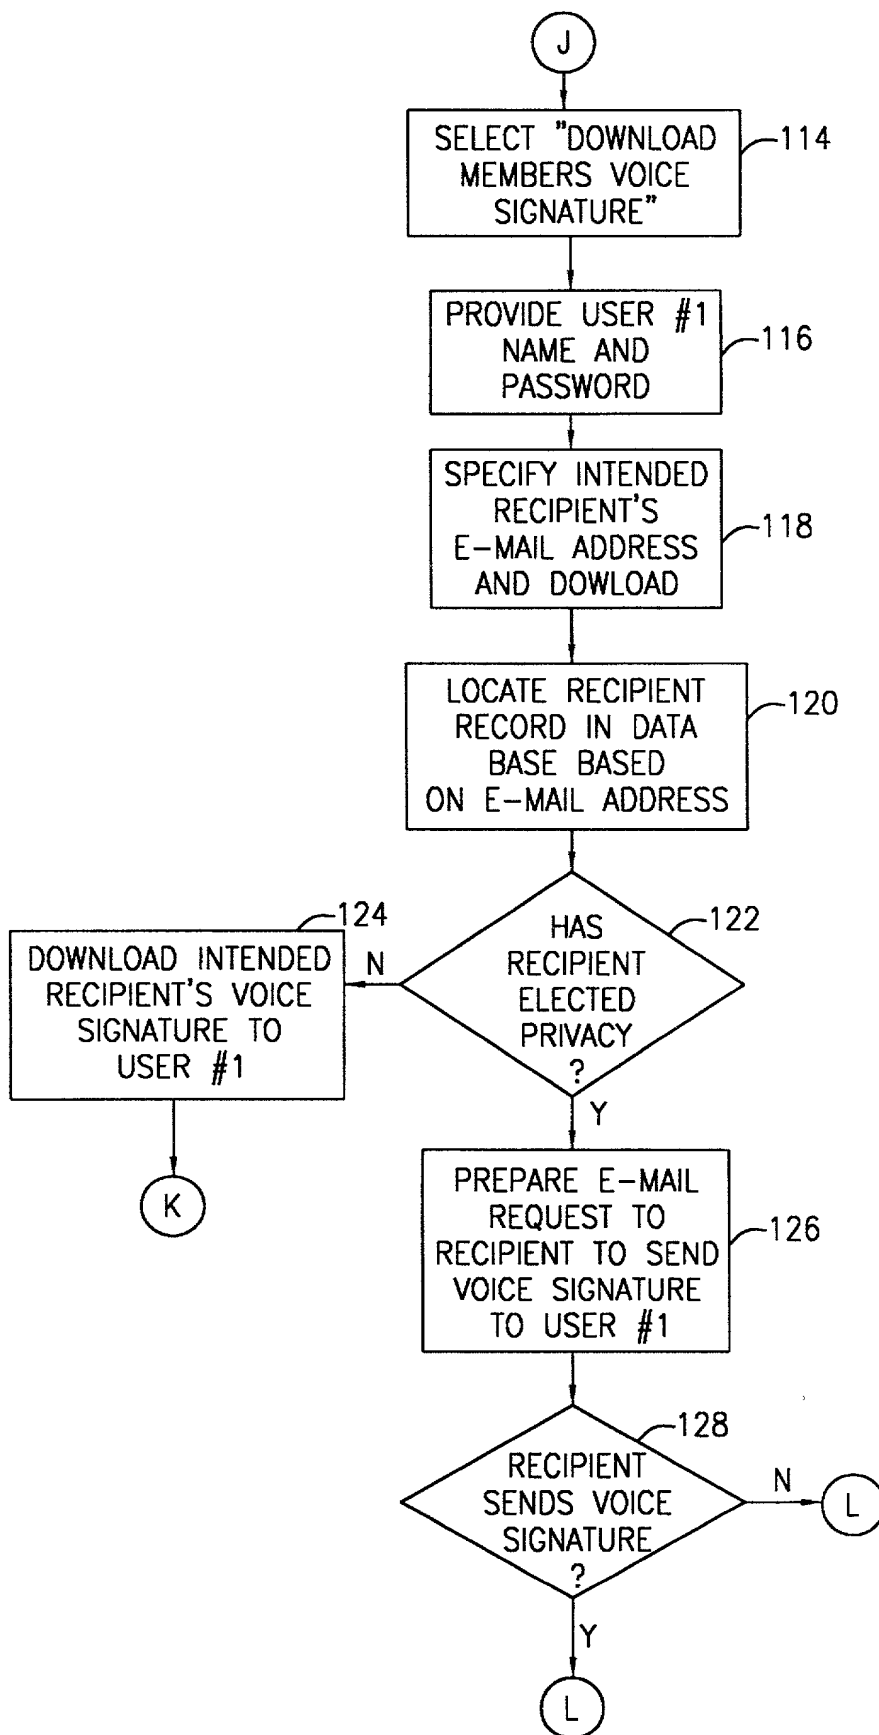 J
SELECT "DOWNLOAD
MEMBERS VOICE
SIGNATURE"
114
PROVIDE USER #1
NAME AND
PASSWORD
116
SPECIFY INTENDED
RECIPIENT'S
E-MAIL ADDRESS
AND DOWLOAD
118
LOCATE RECIPIENT
RECORD IN DATA
BASE BASED
ON E-MAIL ADDRESS
120
HAS
RECIPIENT
ELECTED
PRIVACY
?
122
N
124
DOWNLOAD INTENDED
RECIPIENT'S VOICE
SIGNATURE TO
USER #1
K
Y
PREPARE E-MAIL
REQUEST TO
RECIPIENT TO SEND
VOICE SIGNATURE
TO USER #1
126
RECIPIENT
SENDS VOICE
SIGNATURE
?
128
N
L
Y
L